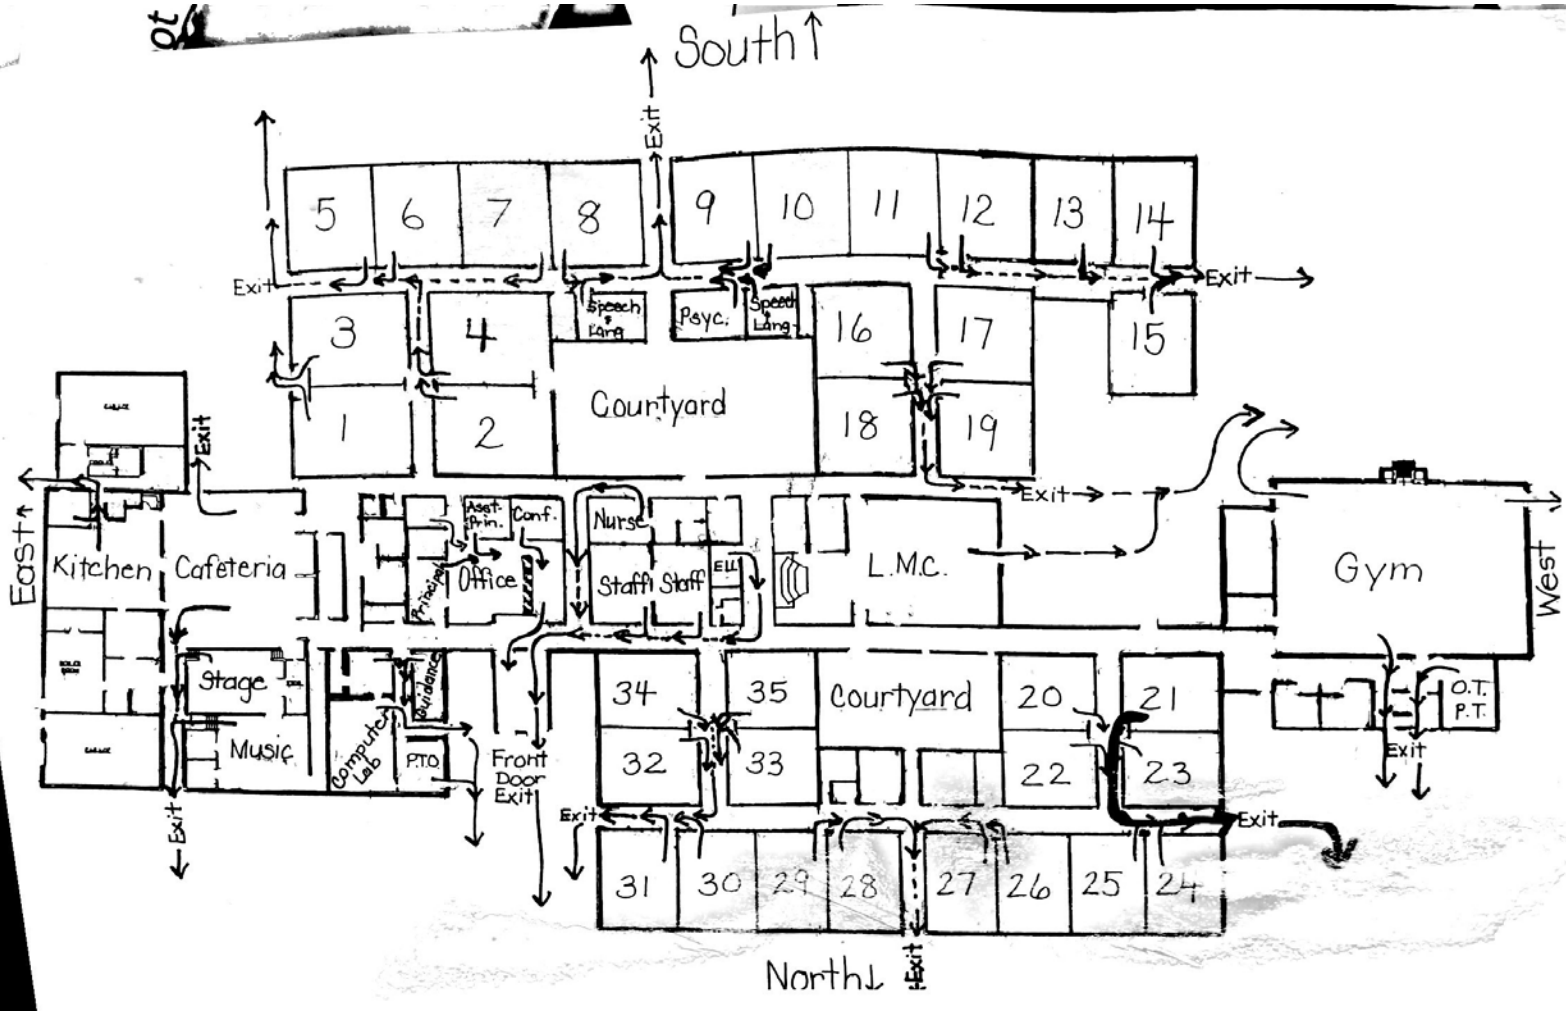 ot
South↑
Exit
5
6
7
8
9
10
11
12
13
14
Exit
Exit
3
4
Speech
&
Lang
Psyc.
Speech
&
Lang
16
17
15
1
2
Courtyard
18
19
Exit
Exit
East↑
Kitchen
Cafeteria
Principal
Asst.
Prin.
Conf.
Office
Nurse
Staff
Staff
ELL
L.M.C.
Gym
West
Stage
Music
Computer
Lab
Guidance
P.T.O.
Front
Door
Exit
34
35
32
33
Courtyard
20
21
22
23
O.T.
P.T.
Exit
Exit
Exit
Exit
31
30
29
28
27
26
25
24
Exit
North↓